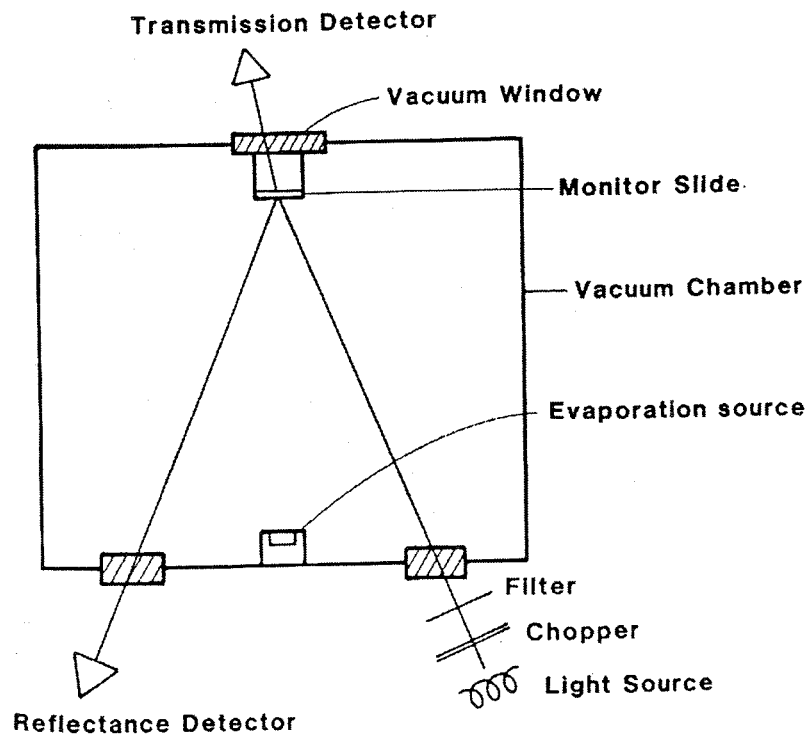 Transmission Detector
Vacuum Window
Monitor Slide
Vacuum Chamber
Evaporation source
Filter
Chopper
Light Source
Reflectance Detector